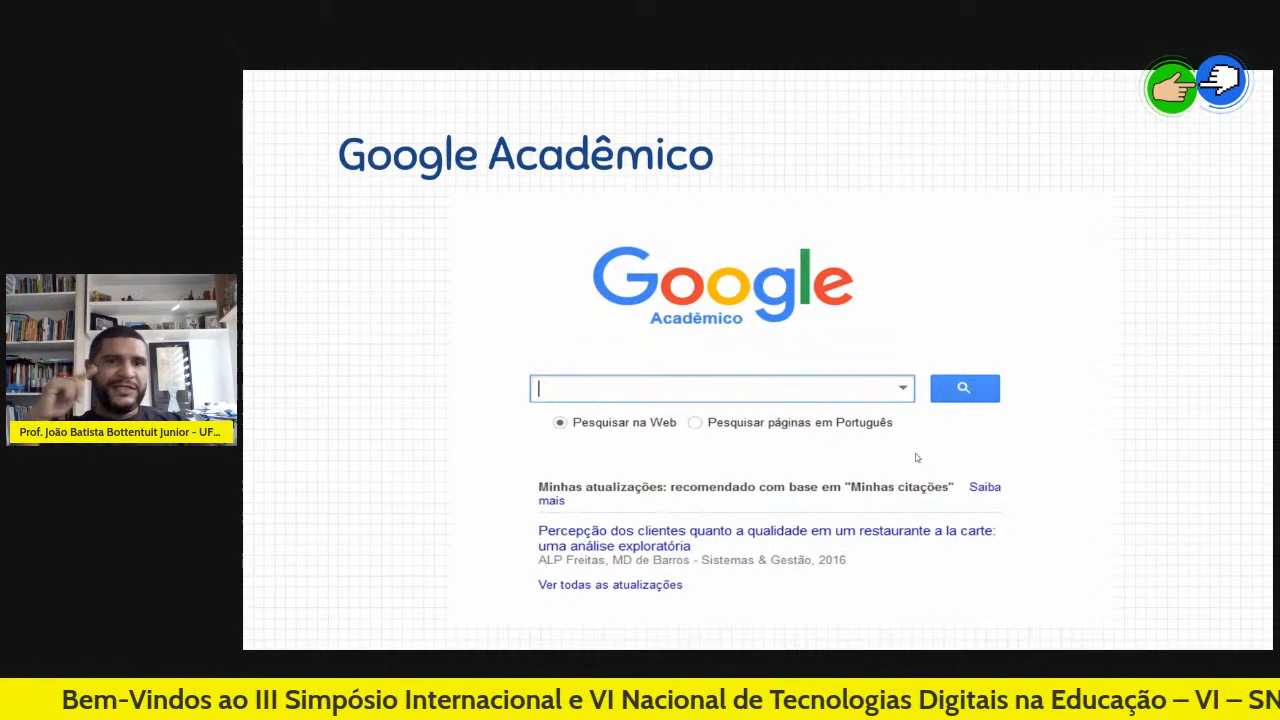 Google Acadêmico
Google
Acadêmico
Pesquisar na Web Pesquisar páginas em Português
Minhas atualizações: recomendado com base em "Minhas citações" Saiba
mais
Percepção dos clientes quanto a qualidade em um restaurante a la carte:
uma análise exploratória
ALP Freitas, MD de Barros - Sistemas & Gestão, 2016
Ver todas as atualizações
Prof. João Batista Bottentuit Junior - UF...
Bem-Vindos ao III Simpósio Internacional e VI Nacional de Tecnologias Digitais na Educação – VI – SN